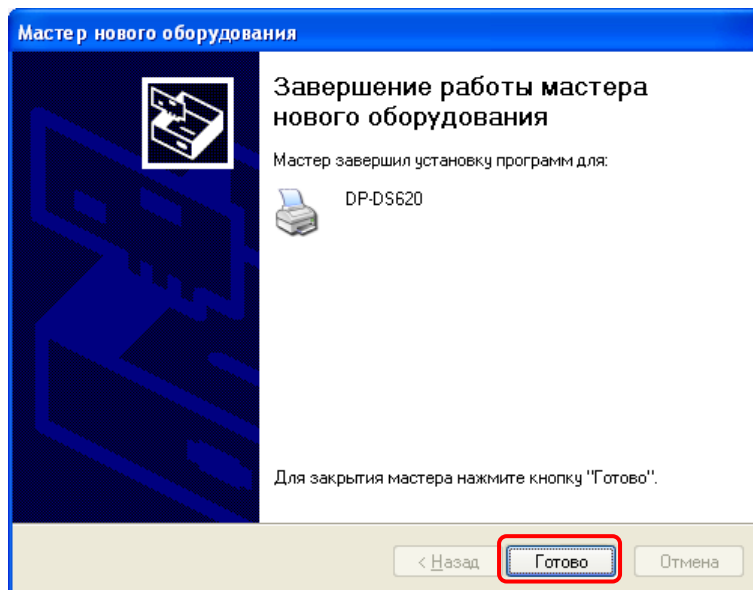 Мастер нового оборудования
Завершение работы мастера
нового оборудования
Мастер завершил установку программ для:
DP-DS620
Для закрытия мастера нажмите кнопку "Готово".
< Назад
Готово
Отмена